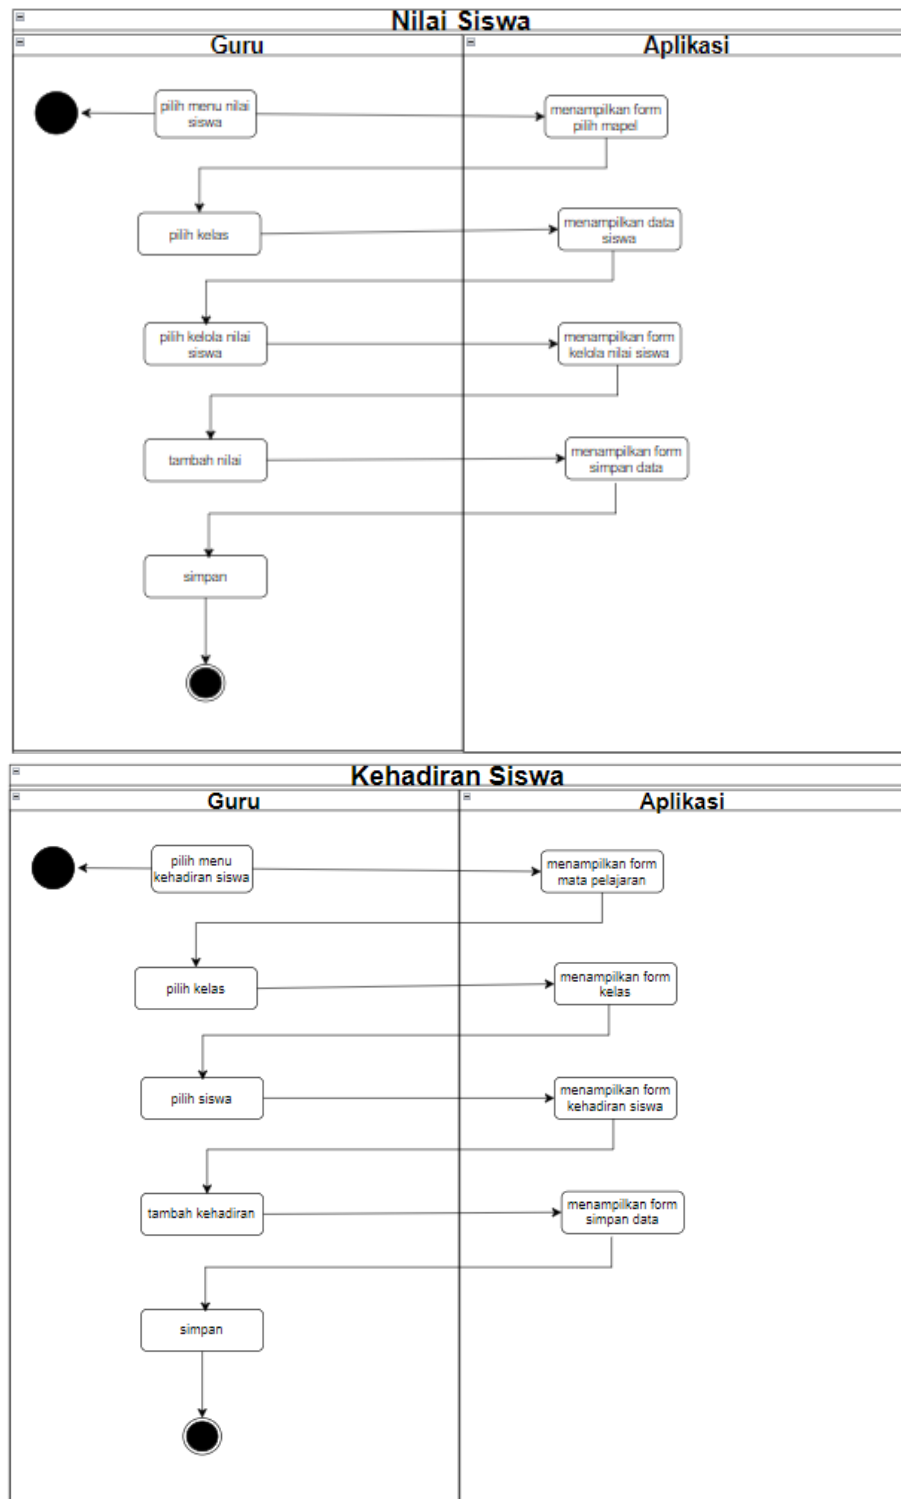 Nilai Siswa
Guru
Aplikasi
pilih menu nilai
siswa
menampilkan form
pilih mapel
pilih kelas
menampilkan data
siswa
pilih kelola nilai
siswa
menampilkan form
kelola nilai siswa
tambah nilai
menampilkan form
simpan data
simpan
Kehadiran Siswa
Guru
Aplikasi
pilih menu
kehadiran siswa
menampilkan form
mata pelajaran
pilih kelas
menampilkan form
kelas
pilih siswa
menampilkan form
kehadiran siswa
tambah kehadiran
menampilkan form
simpan data
simpan